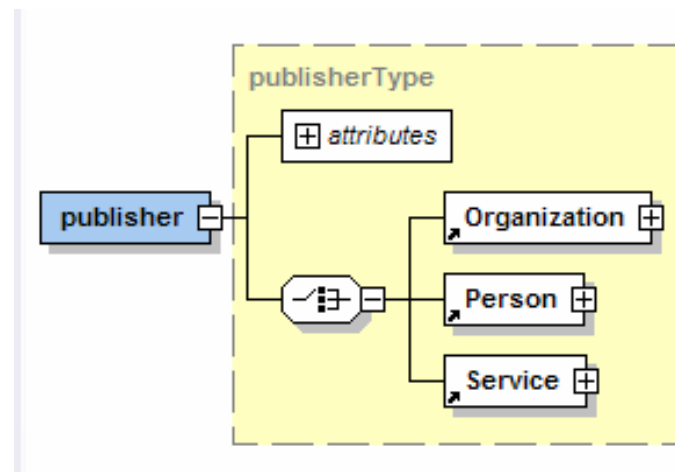 publisherType
attributes
publisher
Organization
Person
Service